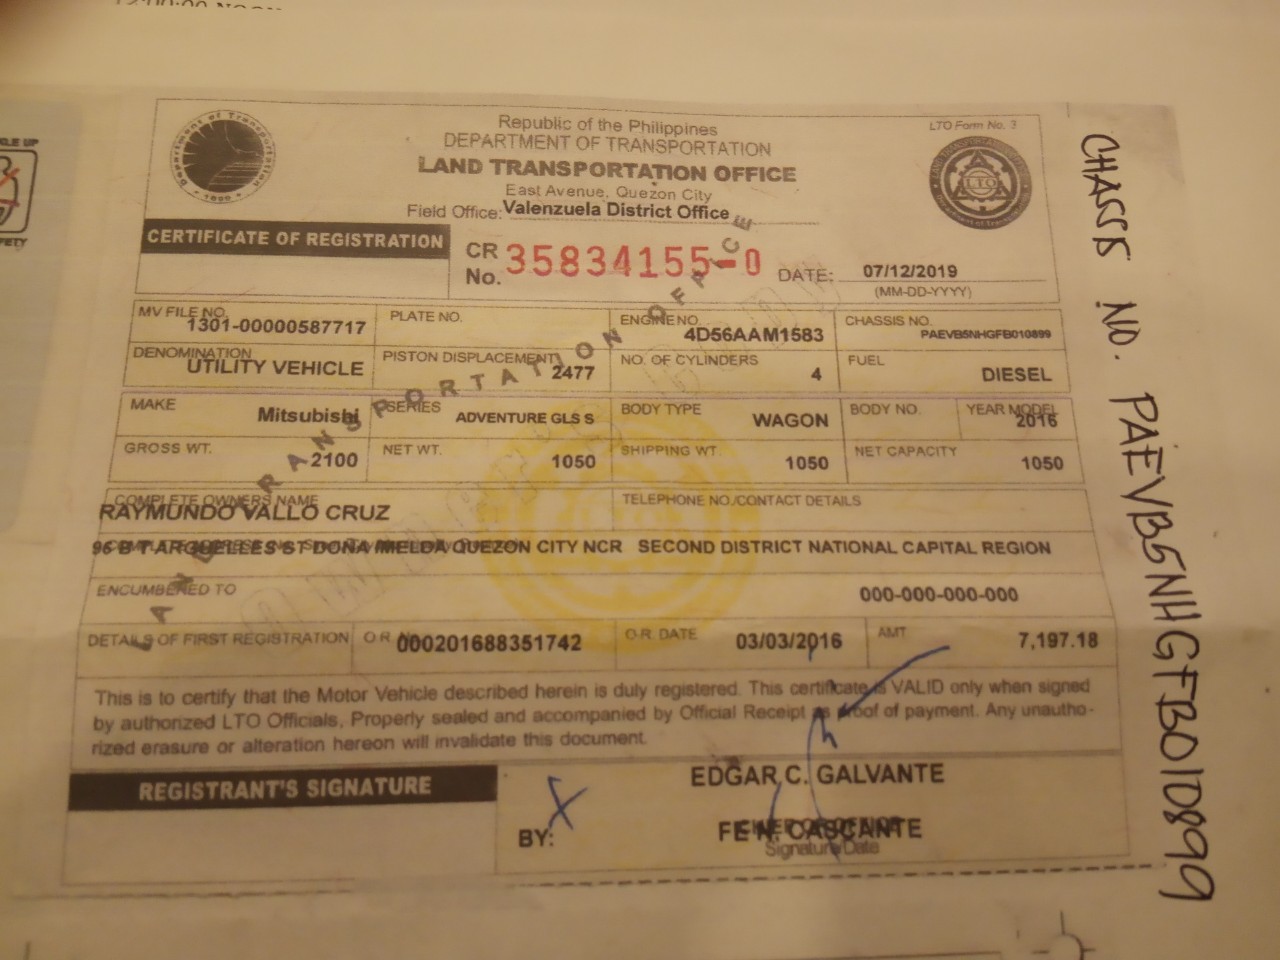 Republic of the Philippines
LTO Form No. 3
DEPARTMENT OF TRANSPORTATION
LAND TRANSPORTATION OFFICE
East Avenue, Quezon City
Field Office: Valenzuela District Office
CERTIFICATE OF REGISTRATION
CR No. 35834155-0
DATE: 07/12/2019
(MM-DD-YYYY)
MV FILE NO. 1301-00000587717
PLATE NO.
ENGINE NO. 4D56AAM1583
CHASSIS NO. PAEVB5NHGFB010899
DENOMINATION UTILITY VEHICLE
PISTON DISPLACEMENT 2477
NO. OF CYLINDERS 4
FUEL DIESEL
MAKE Mitsubishi
SERIES ADVENTURE GLS S
BODY TYPE WAGON
BODY NO.
YEAR MODEL 2016
GROSS WT. 2100
NET WT. 1050
SHIPPING WT. 1050
NET CAPACITY 1050
COMPLETE OWNERS NAME
RAYMUNDO VALLO CRUZ
TELEPHONE NO./CONTACT DETAILS
96 B T ARGUELLES ST DONA IMELDA QUEZON CITY NCR SECOND DISTRICT NATIONAL CAPITAL REGION
ENCUMBERED TO
000-000-000-000
DETAILS OF FIRST REGISTRATION
O.R. No. 000201688351742
O.R. DATE 03/03/2016
AMT 7,197.18
This is to certify that the Motor Vehicle described herein is duly registered. This certificate is VALID only when signed
by authorized LTO Officials, Properly sealed and accompanied by Official Receipt as proof of payment. Any unautho-
rized erasure or alteration hereon will invalidate this document.
REGISTRANT'S SIGNATURE
EDGAR C. GALVANTE
BY: X
FE N. CASCANTE
Signature/Date
LAND TRANSPORTATION OFFICE
CHASSIS NO. PAEVB5NHGFB010899